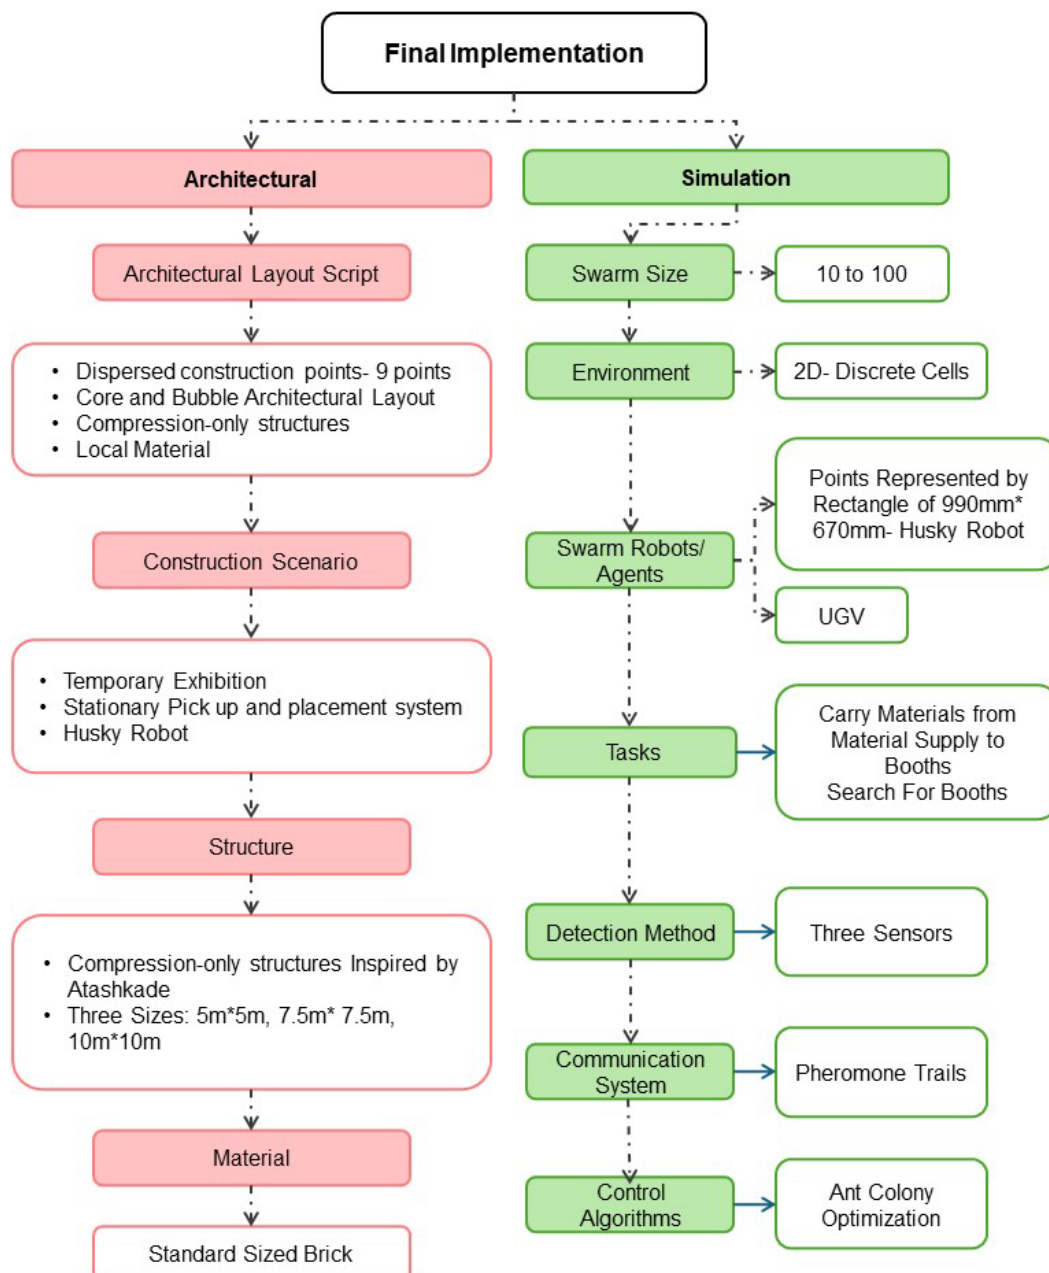 Final Implementation
Architectural
Architectural Layout Script
• Dispersed construction points- 9 points
• Core and Bubble Architectural Layout
• Compression-only structures
• Local Material
Construction Scenario
• Temporary Exhibition
• Stationary Pick up and placement system
• Husky Robot
Structure
• Compression-only structures Inspired by
Atashkade
• Three Sizes: 5m*5m, 7.5m* 7.5m,
10m*10m
Material
Standard Sized Brick
Simulation
Swarm Size
10 to 100
Environment
2D- Discrete Cells
Swarm Robots/
Agents
Points Represented by
Rectangle of 990mm*
670mm- Husky Robot
UGV
Tasks
Carry Materials from
Material Supply to
Booths
Search For Booths
Detection Method
Three Sensors
Communication
System
Pheromone Trails
Control
Algorithms
Ant Colony
Optimization